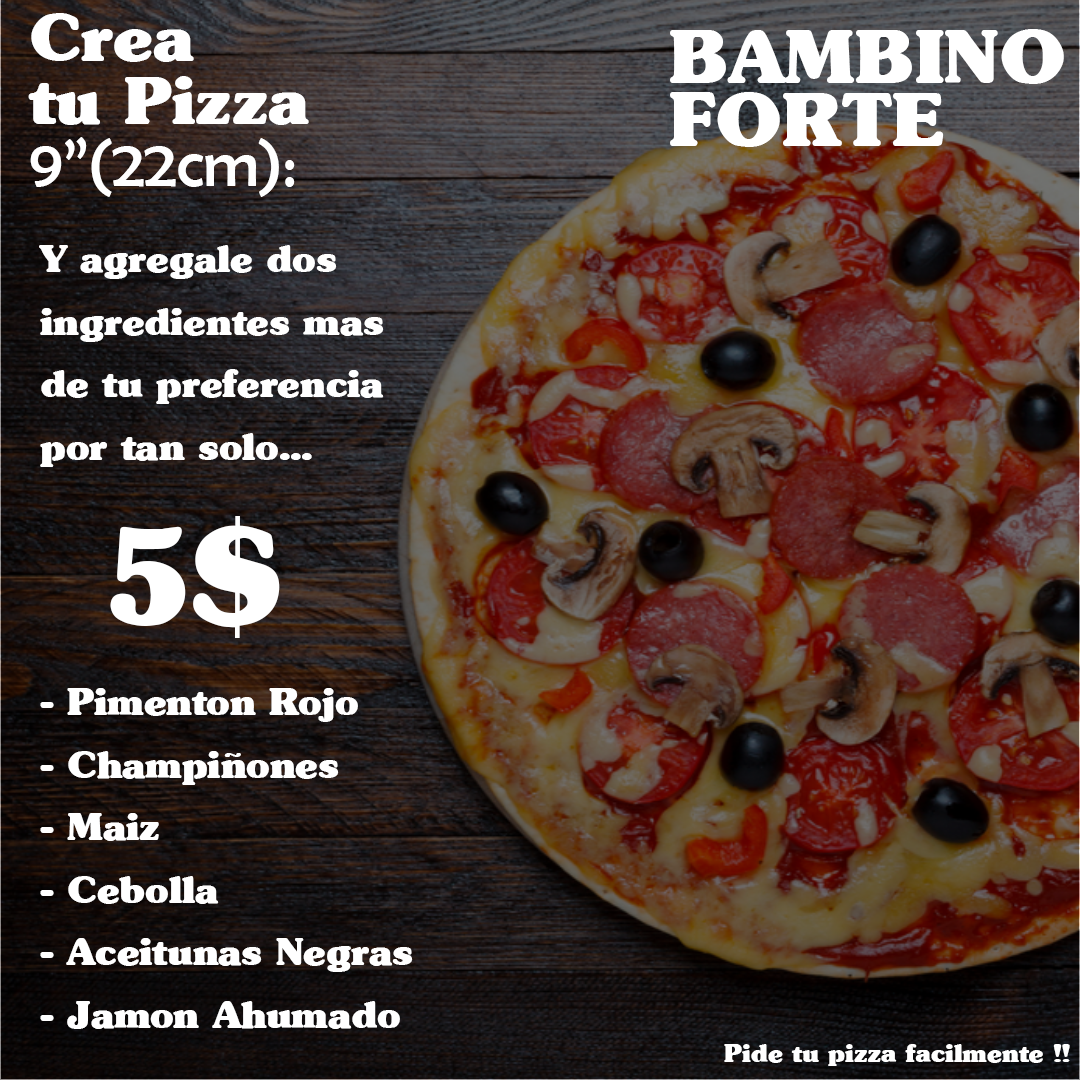 Crea
tu Pizza
9”(22cm):
BAMBINO
FORTE
Y agregale dos
ingredientes mas
de tu preferencia
por tan solo...
5$
- Pimenton Rojo
- Champiñones
- Maiz
- Cebolla
- Aceitunas Negras
- Jamon Ahumado
Pide tu pizza facilmente !!